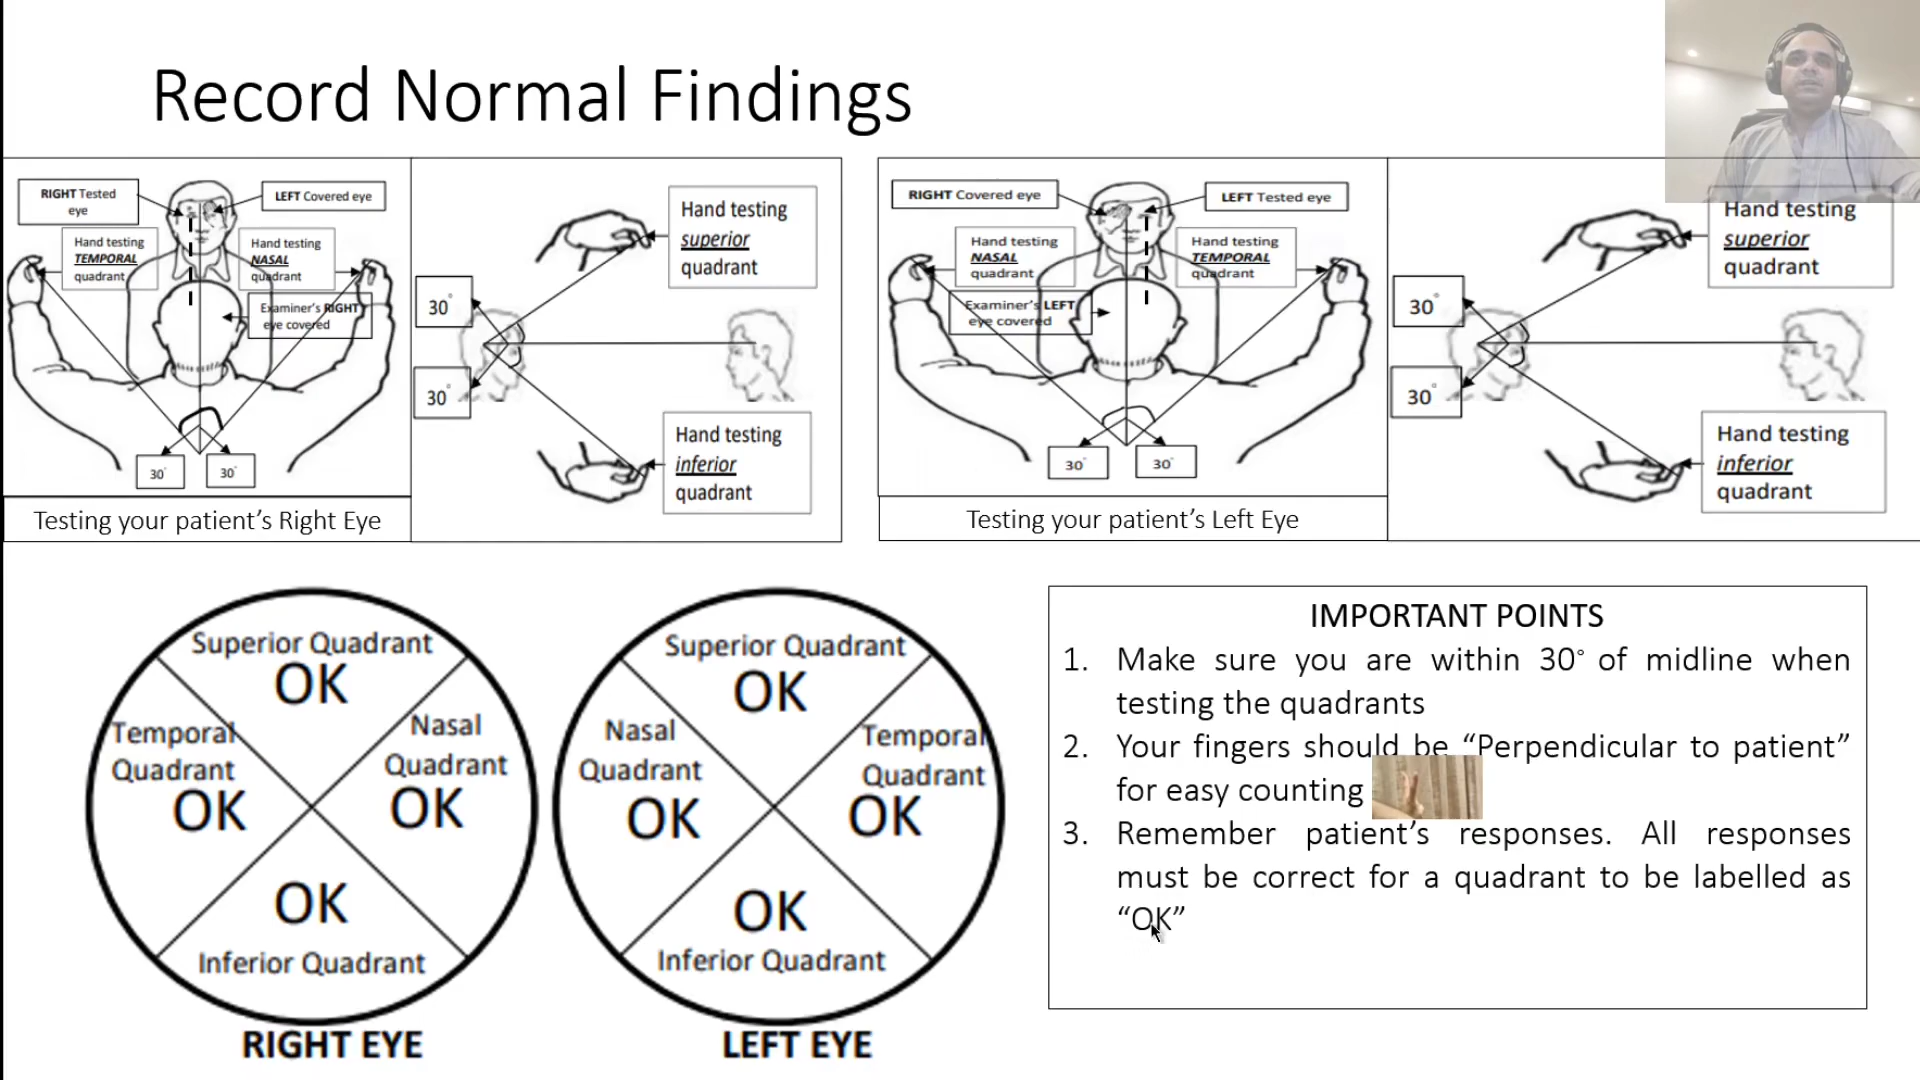 Record Normal Findings
RIGHT Tested
eye
LEFT Covered eye
Hand testing
TEMPORAL
quadrant
Hand testing
NASAL
quadrant
Examiner's RIGHT
eye covered
30°
30°
Testing your patient's Right Eye
Hand testing
superior
quadrant
30°
30°
Hand testing
inferior
quadrant
RIGHT Covered eye
LEFT Tested eye
Hand testing
NASAL
quadrant
Hand testing
TEMPORAL
quadrant
Examiner's LEFT
eye covered
30°
30°
Testing your patient's Left Eye
Hand testing
superior
quadrant
30°
30°
Hand testing
inferior
quadrant
Superior Quadrant
OK
Temporal
Quadrant
OK
Nasal
Quadrant
OK
OK
Inferior Quadrant
RIGHT EYE
Superior Quadrant
OK
Nasal
Quadrant
OK
Temporal
Quadrant
OK
OK
Inferior Quadrant
LEFT EYE
IMPORTANT POINTS
1. Make sure you are within 30° of midline when
testing the quadrants
2. Your fingers should be “Perpendicular to patient”
for easy counting
3. Remember patient's responses. All responses
must be correct for a quadrant to be labelled as
“OK”